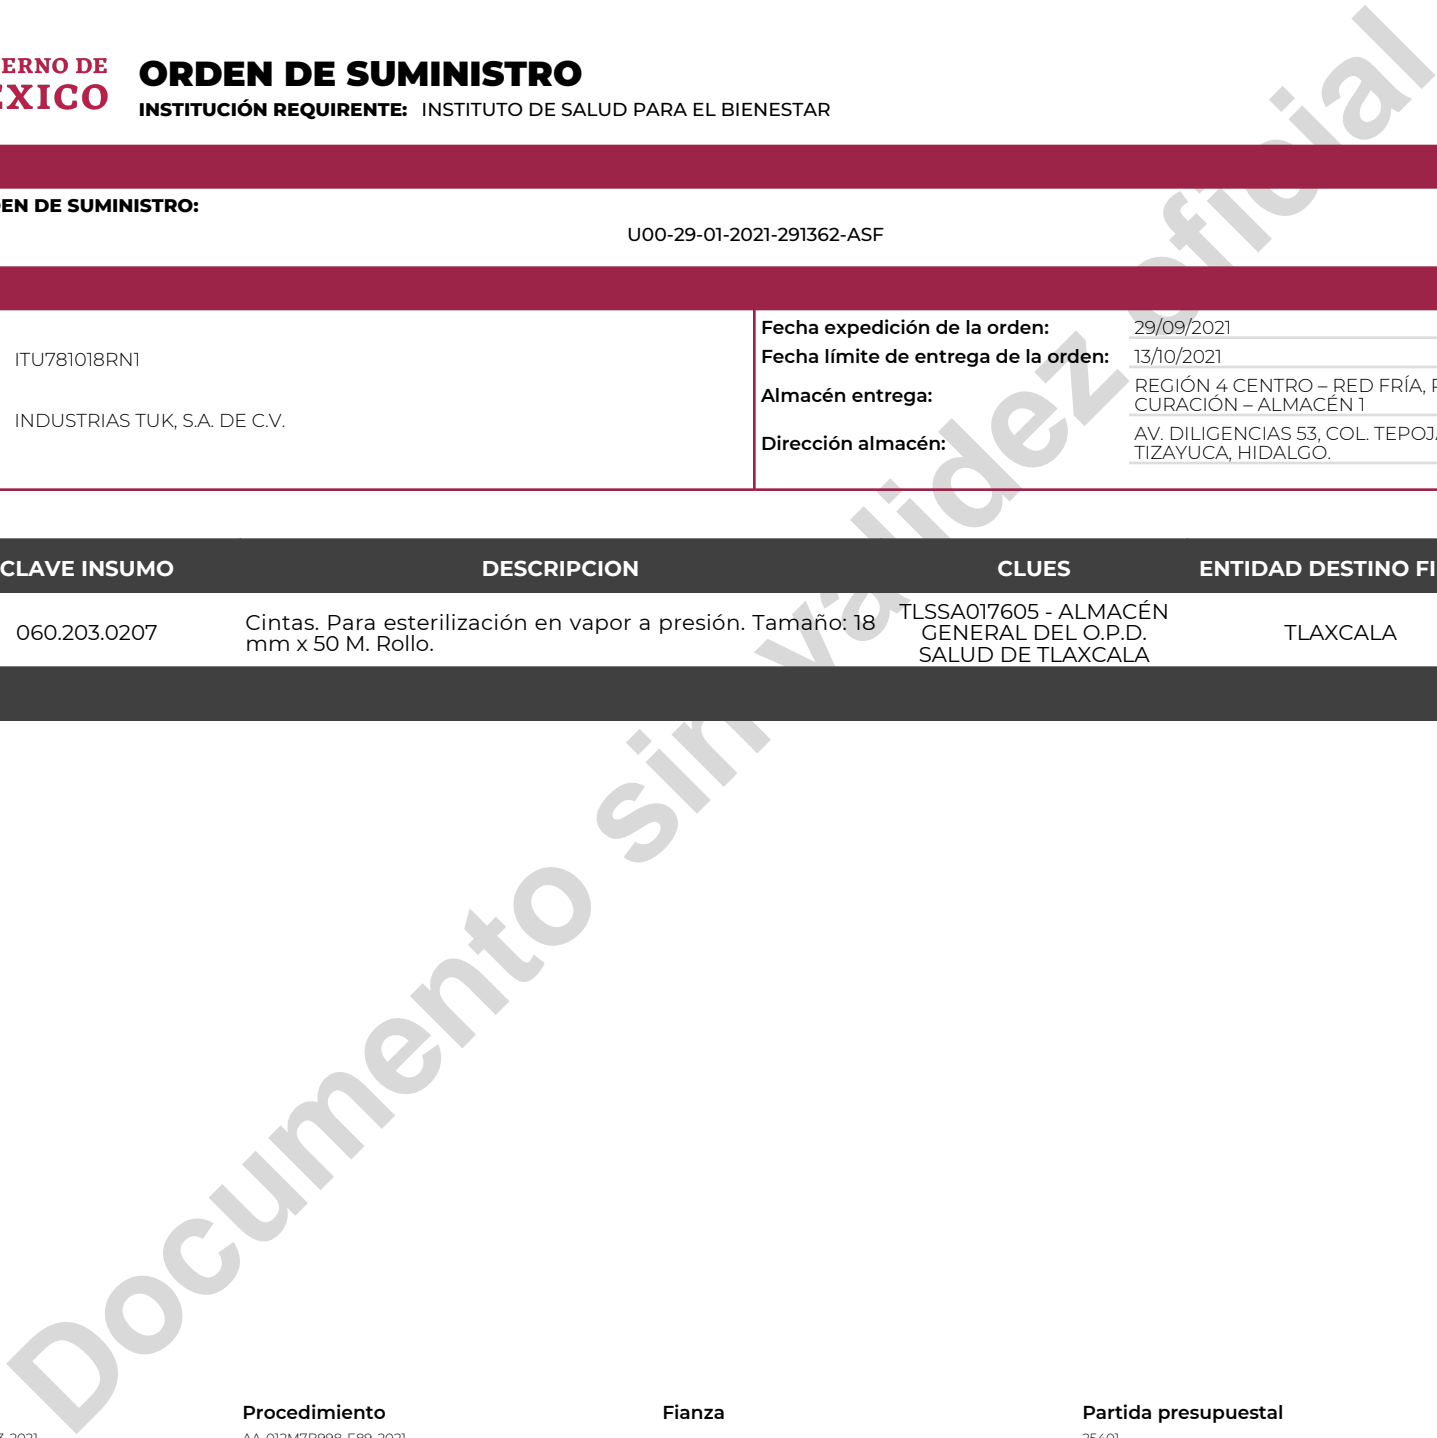 ERNO DE
EXICO
ORDEN DE SUMINISTRO
INSTITUCIÓN REQUIRENTE: INSTITUTO DE SALUD PARA EL BIENESTAR
EN DE SUMINISTRO:
U00-29-01-2021-291362-ASF
ITU781018RN1
INDUSTRIAS TUK, S.A. DE C.V.
Fecha expedición de la orden: 29/09/2021
Fecha límite de entrega de la orden: 13/10/2021
Almacén entrega: REGIÓN 4 CENTRO – RED FRÍA,
CURACIÓN – ALMACÉN 1
Dirección almacén: AV. DILIGENCIAS 53, COL. TEPOJ
TIZAYUCA, HIDALGO.
CLAVE INSUMO DESCRIPCION CLUES ENTIDAD DESTINO FI
060.203.0207
Cintas. Para esterilización en vapor a presión. Tamaño: 18
mm x 50 M. Rollo.
TLSSA017605 - ALMACÉN
GENERAL DEL O.P.D.
SALUD DE TLAXCALA
TLAXCALA
Documento sin validez oficial
Procedimiento Fianza Partida presupuestal